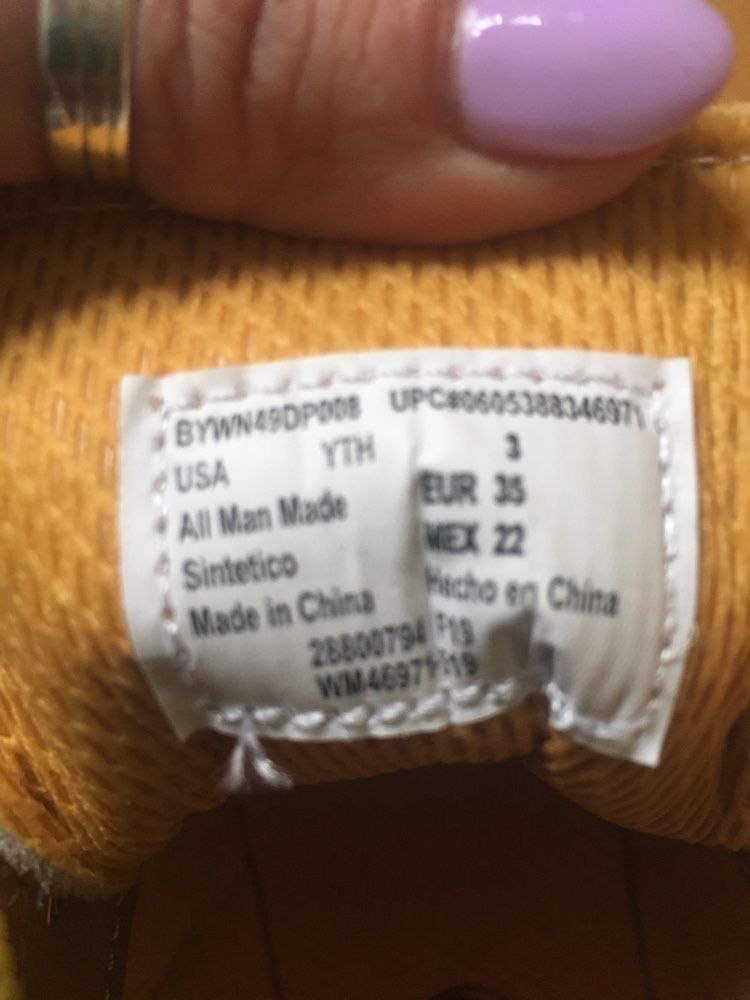 BYWN49DP008 UPC#0605388346971
USA YTH 3
All Man Made EUR 35
Sintetico MEX 22
Made in China Hecho en China
28800794 F19
WM46971